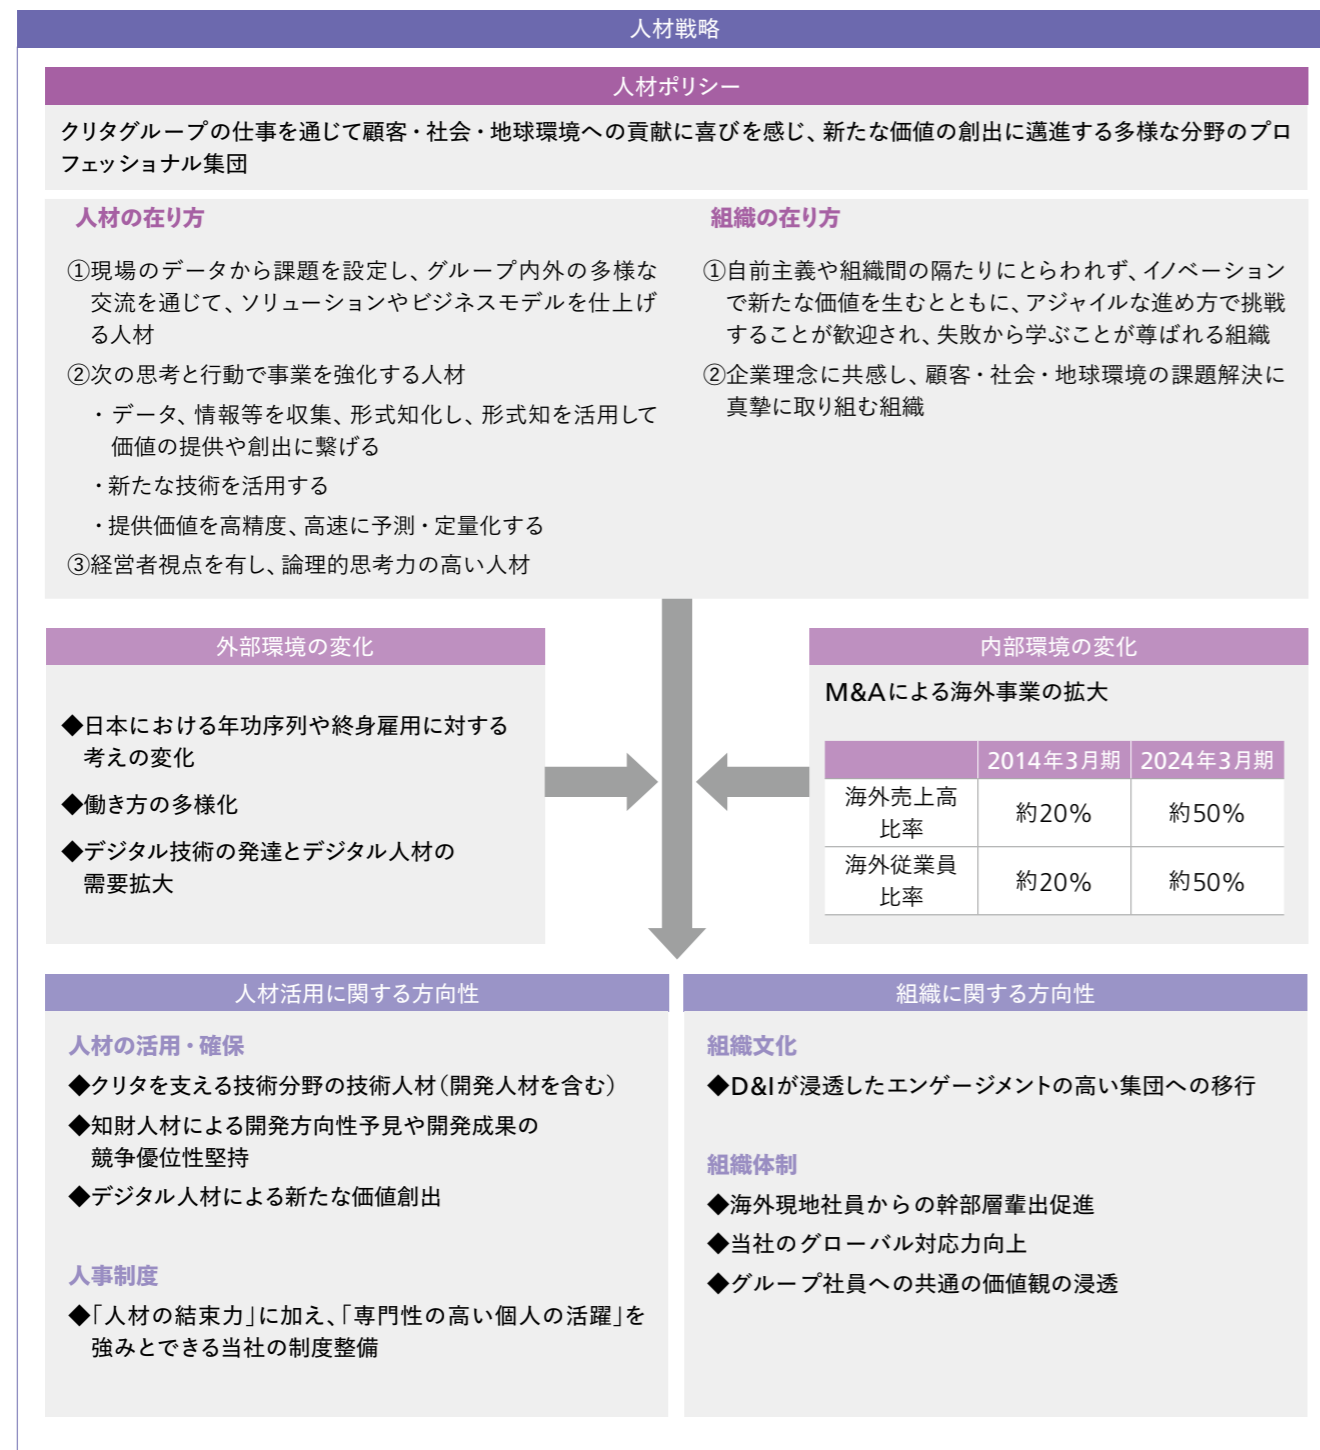 人材戦略
人材ポリシー
クリタグループの仕事を通じて顧客・社会・地球環境への貢献に喜びを感じ、新たな価値の創出に邁進する多様な分野のプロ
フェッショナル集団
人材の在り方
①現場のデータから課題を設定し、グループ内外の多様な
交流を通じて、ソリューションやビジネスモデルを仕上げ
る人材
②次の思考と行動で事業を強化する人材
・データ、情報等を収集、形式知化し、形式知を活用して
価値の提供や創出に繋げる
・新たな技術を活用する
・提供価値を高精度、高速に予測・定量化する
③経営者視点を有し、論理的思考力の高い人材
組織の在り方
①自前主義や組織間の隔たりにとらわれず、イノベーション
で新たな価値を生むとともに、アジャイルな進め方で挑戦
することが歓迎され、失敗から学ぶことが尊ばれる組織
②企業理念に共感し、顧客・社会・地球環境の課題解決に
真摯に取り組む組織
外部環境の変化
◆日本における年功序列や終身雇用に対する
考えの変化
◆働き方の多様化
◆デジタル技術の発達とデジタル人材の
需要拡大
内部環境の変化
M&Aによる海外事業の拡大
2014年3月期 2024年3月期
海外売上高
比率 約20% 約50%
海外従業員
比率 約20% 約50%
人材活用に関する方向性
人材の活用・確保
◆クリタを支える技術分野の技術人材(開発人材を含む)
◆知財人材による開発方向性予見や開発成果の
競争優位性堅持
◆デジタル人材による新たな価値創出
人事制度
◆「人材の結束力」に加え、「専門性の高い個人の活躍」を
強みとできる当社の制度整備
組織に関する方向性
組織文化
◆D&Iが浸透したエンゲージメントの高い集団への移行
組織体制
◆海外現地社員からの幹部層輩出促進
◆当社のグローバル対応力向上
◆グループ社員への共通の価値観の浸透